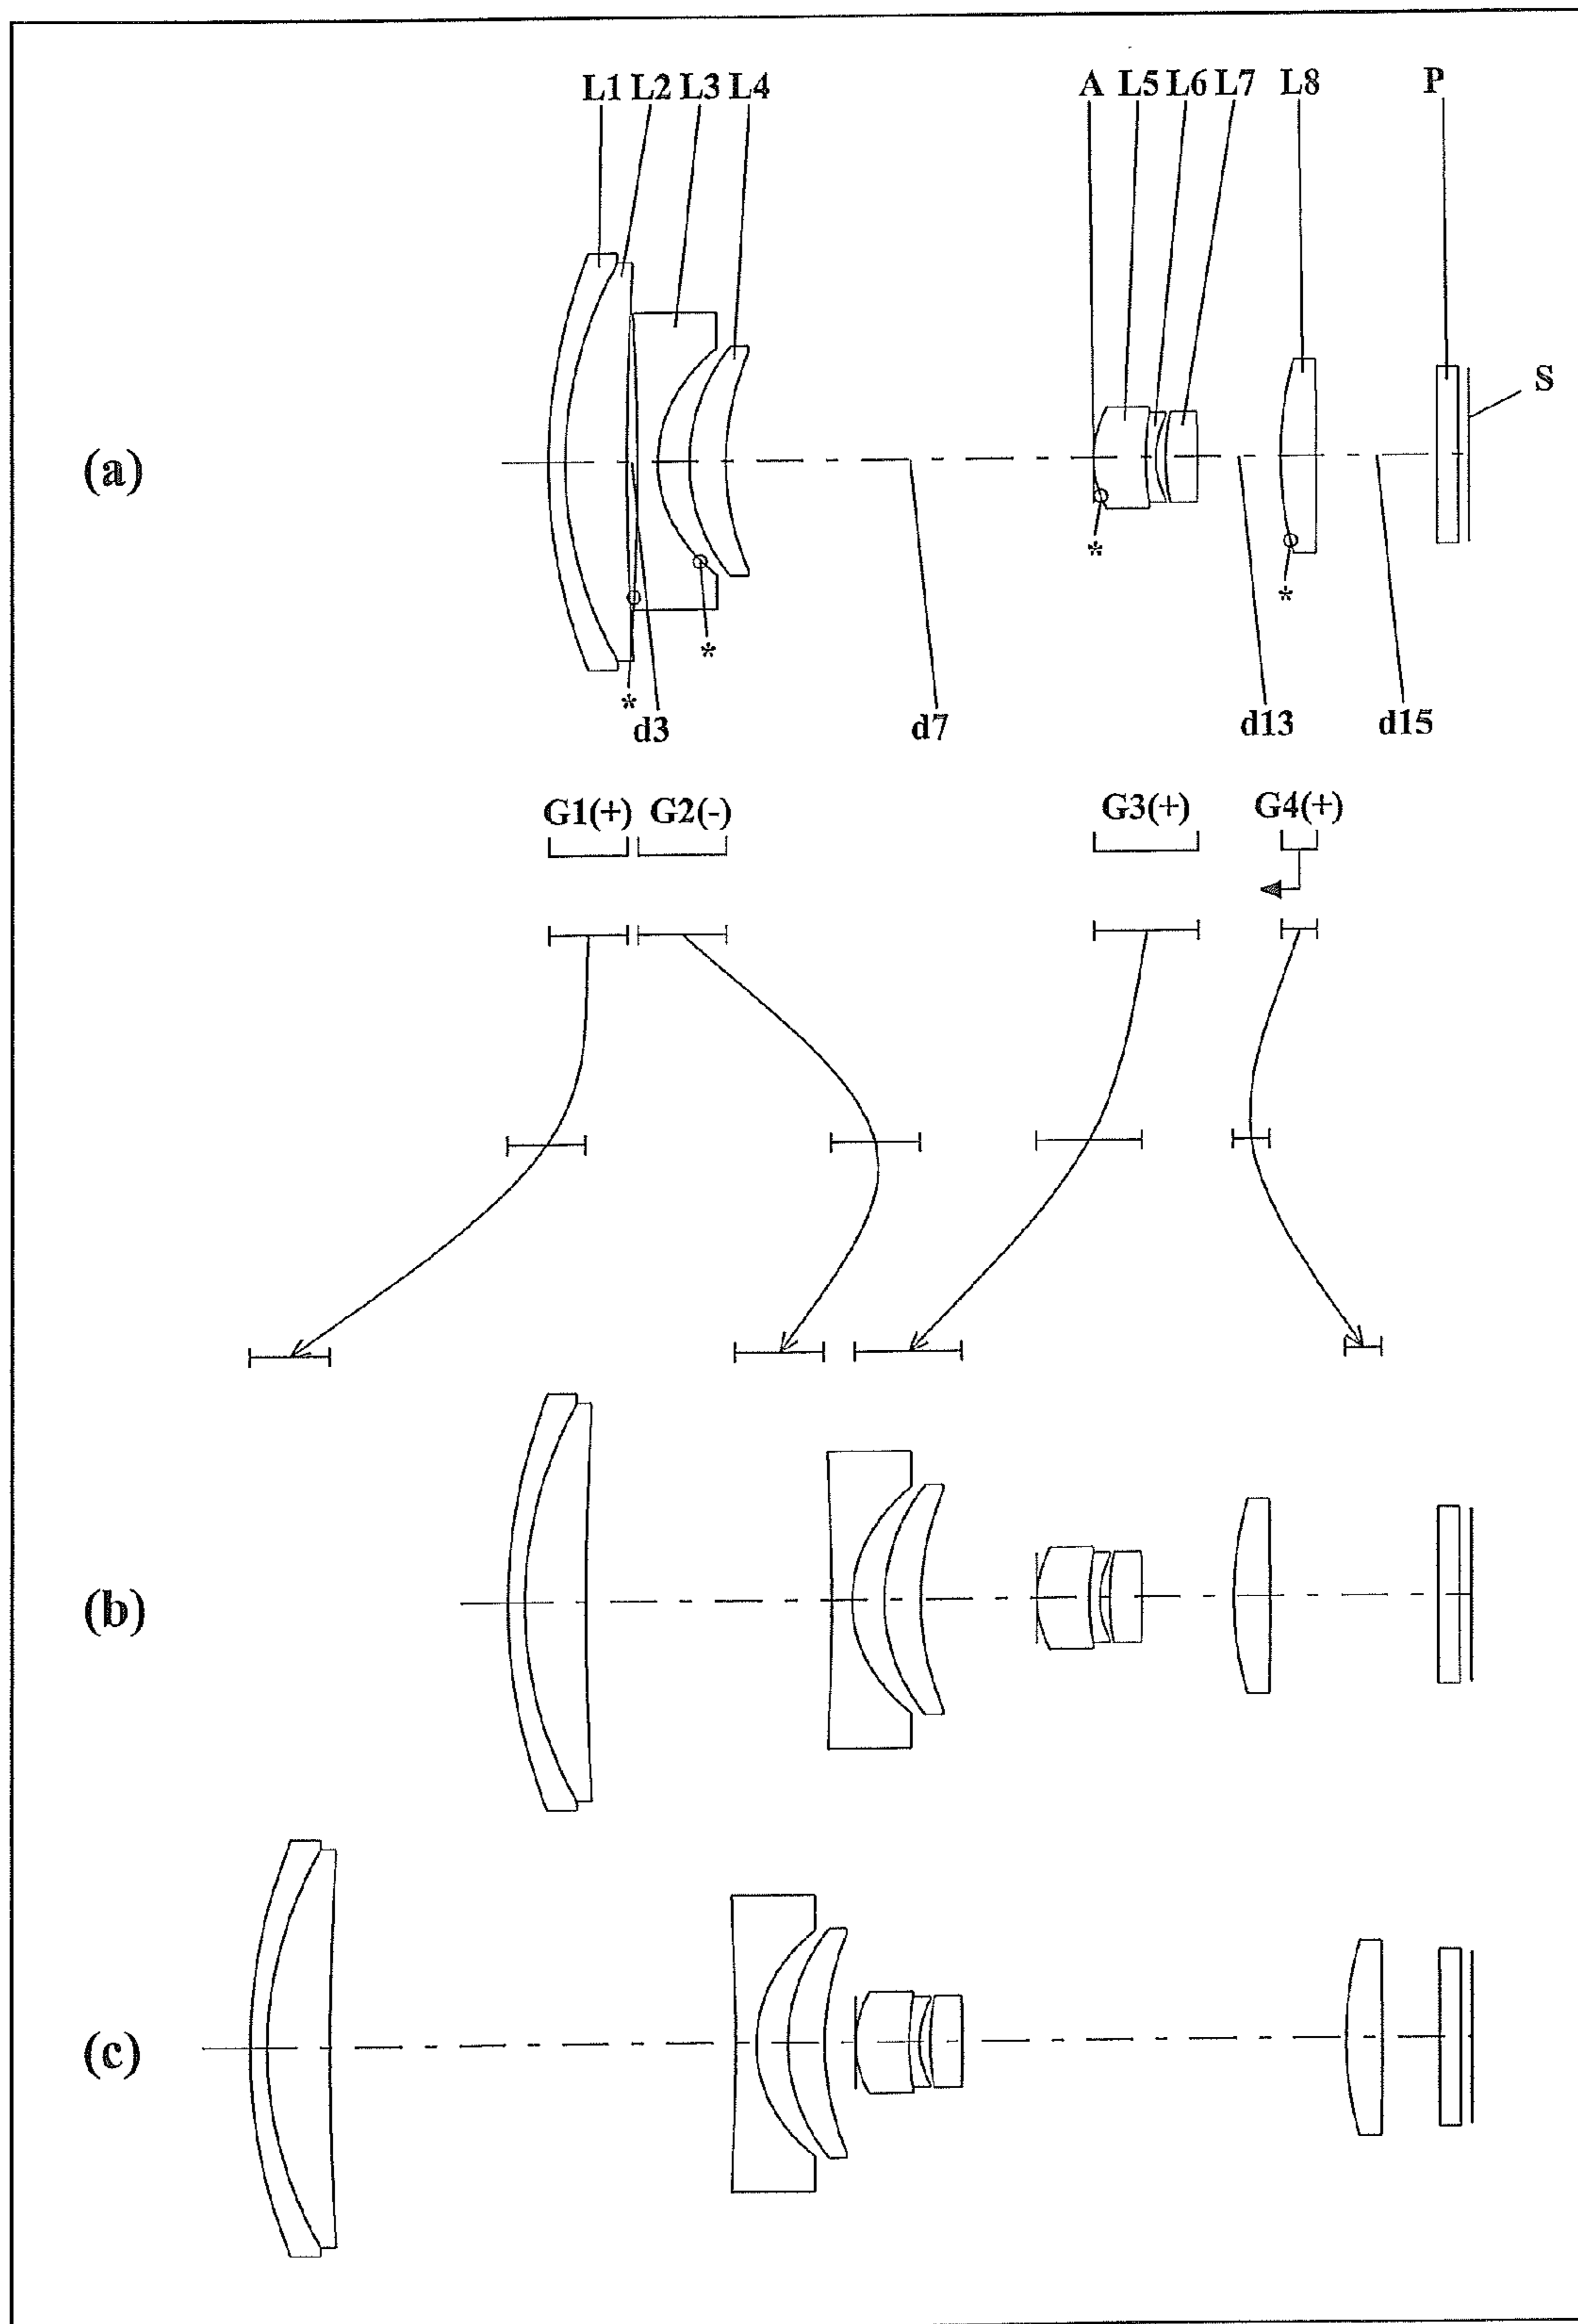 L1 L2 L3 L4 A L5 L6 L7 L8 P
S
(a)
* *
* *
d3 d7 d13 d15
G1(+) G2(-) G3(+) G4(+)
(b)
(c)